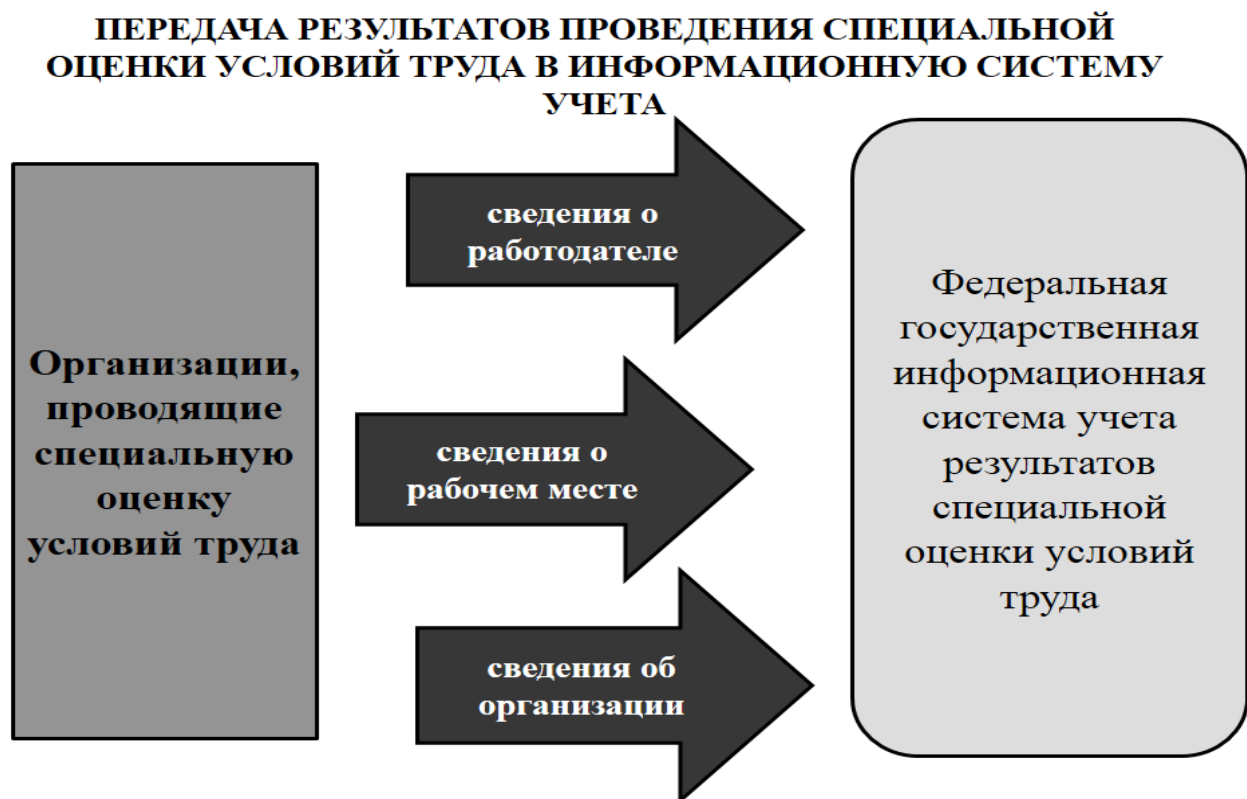 ПЕРЕДАЧА РЕЗУЛЬТАТОВ ПРОВЕДЕНИЯ СПЕЦИАЛЬНОЙ
ОЦЕНКИ УСЛОВИЙ ТРУДА В ИНФОРМАЦИОННУЮ СИСТЕМУ
УЧЕТА
Организации,
проводящие
специальную
оценку
условий труда
сведения о
работодателе
сведения о
рабочем месте
сведения об
организации
Федеральная
государственная
информационная
система учета
результатов
специальной
оценки условий
труда